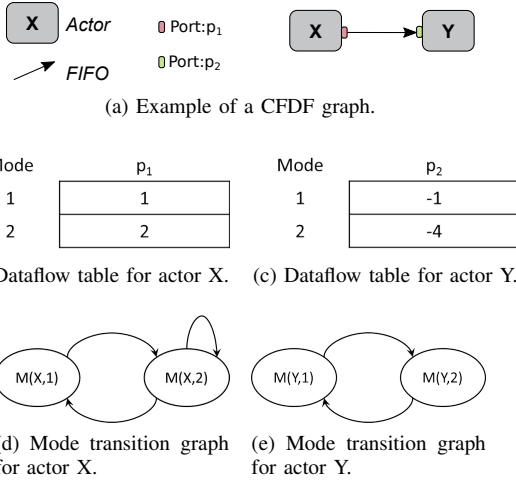 X Actor Port:p1 X Y
FIFO Port:p2
(a) Example of a CFDF graph.
p1 Mode p2
1 1 1 -1
2 2 2 -4
Dataflow table for actor X. (c) Dataflow table for actor Y.
M(X,1) M(X,2) M(Y,1) M(Y,2)
d) Mode transition graph (e) Mode transition graph
for actor X. for actor Y.